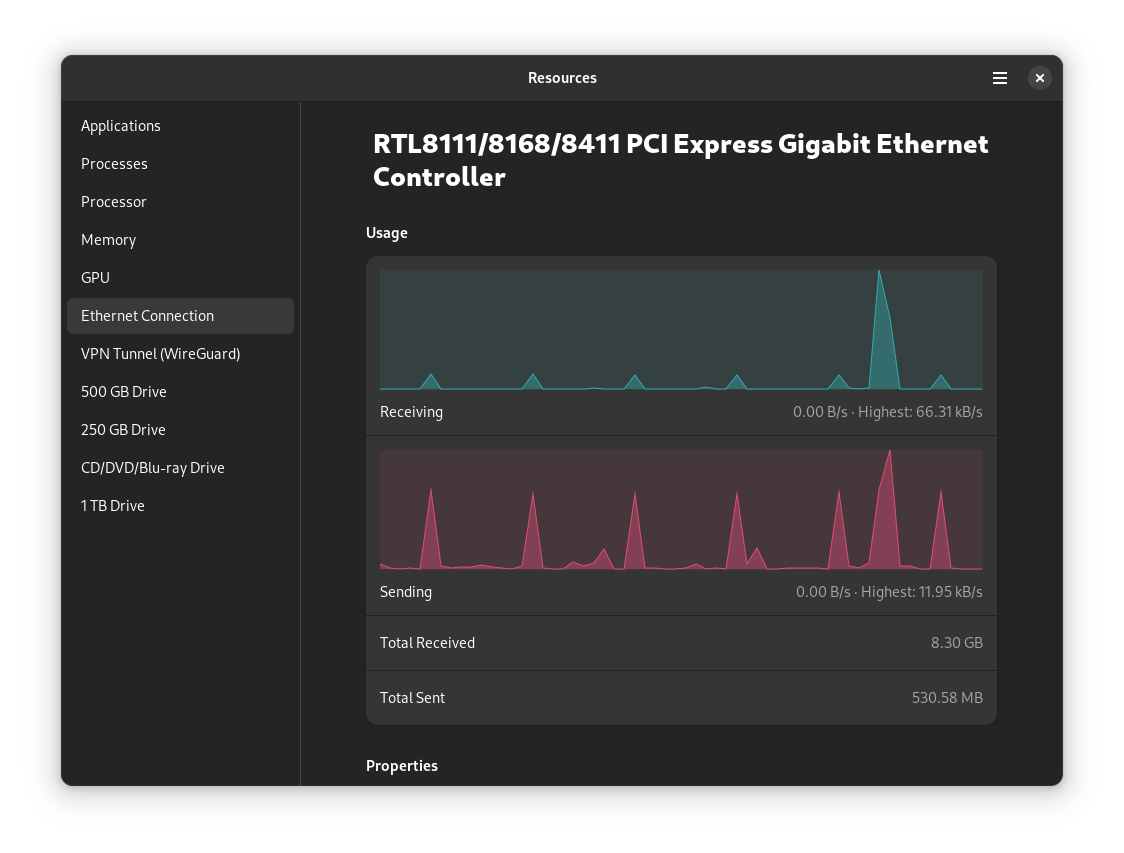 Resources
Applications
Processes
Processor
Memory
GPU
Ethernet Connection
VPN Tunnel (WireGuard)
500 GB Drive
250 GB Drive
CD/DVD/Blu-ray Drive
1 TB Drive
RTL8111/8168/8411 PCI Express Gigabit Ethernet
Controller
Usage
Receiving 0.00 B/s · Highest: 66.31 kB/s
Sending 0.00 B/s · Highest: 11.95 kB/s
Total Received 8.30 GB
Total Sent 530.58 MB
Properties